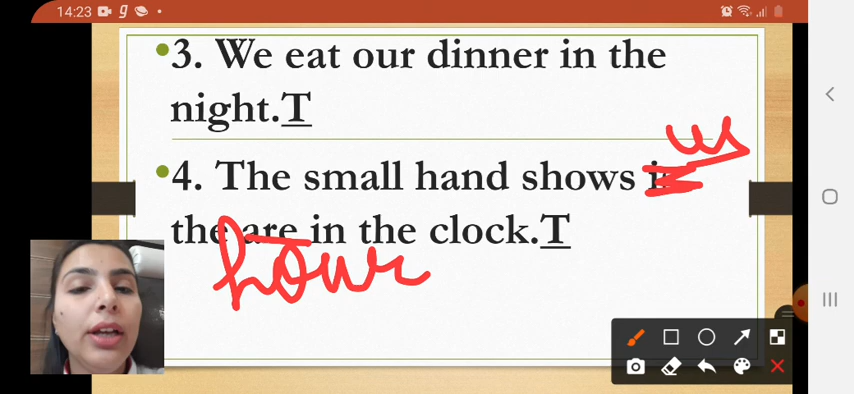 14:23
•3. We eat our dinner in the
night.T
us
•4. The small hand shows is
the are in the clock.T
hour